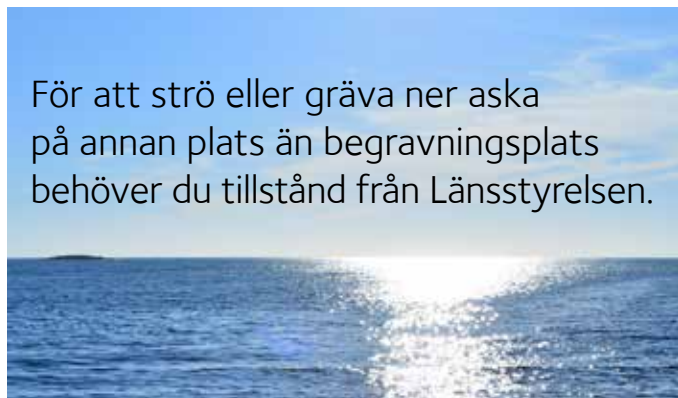 För att strö eller gräva ner aska
på annan plats än begravningsplats
behöver du tillstånd från Länsstyrelsen.